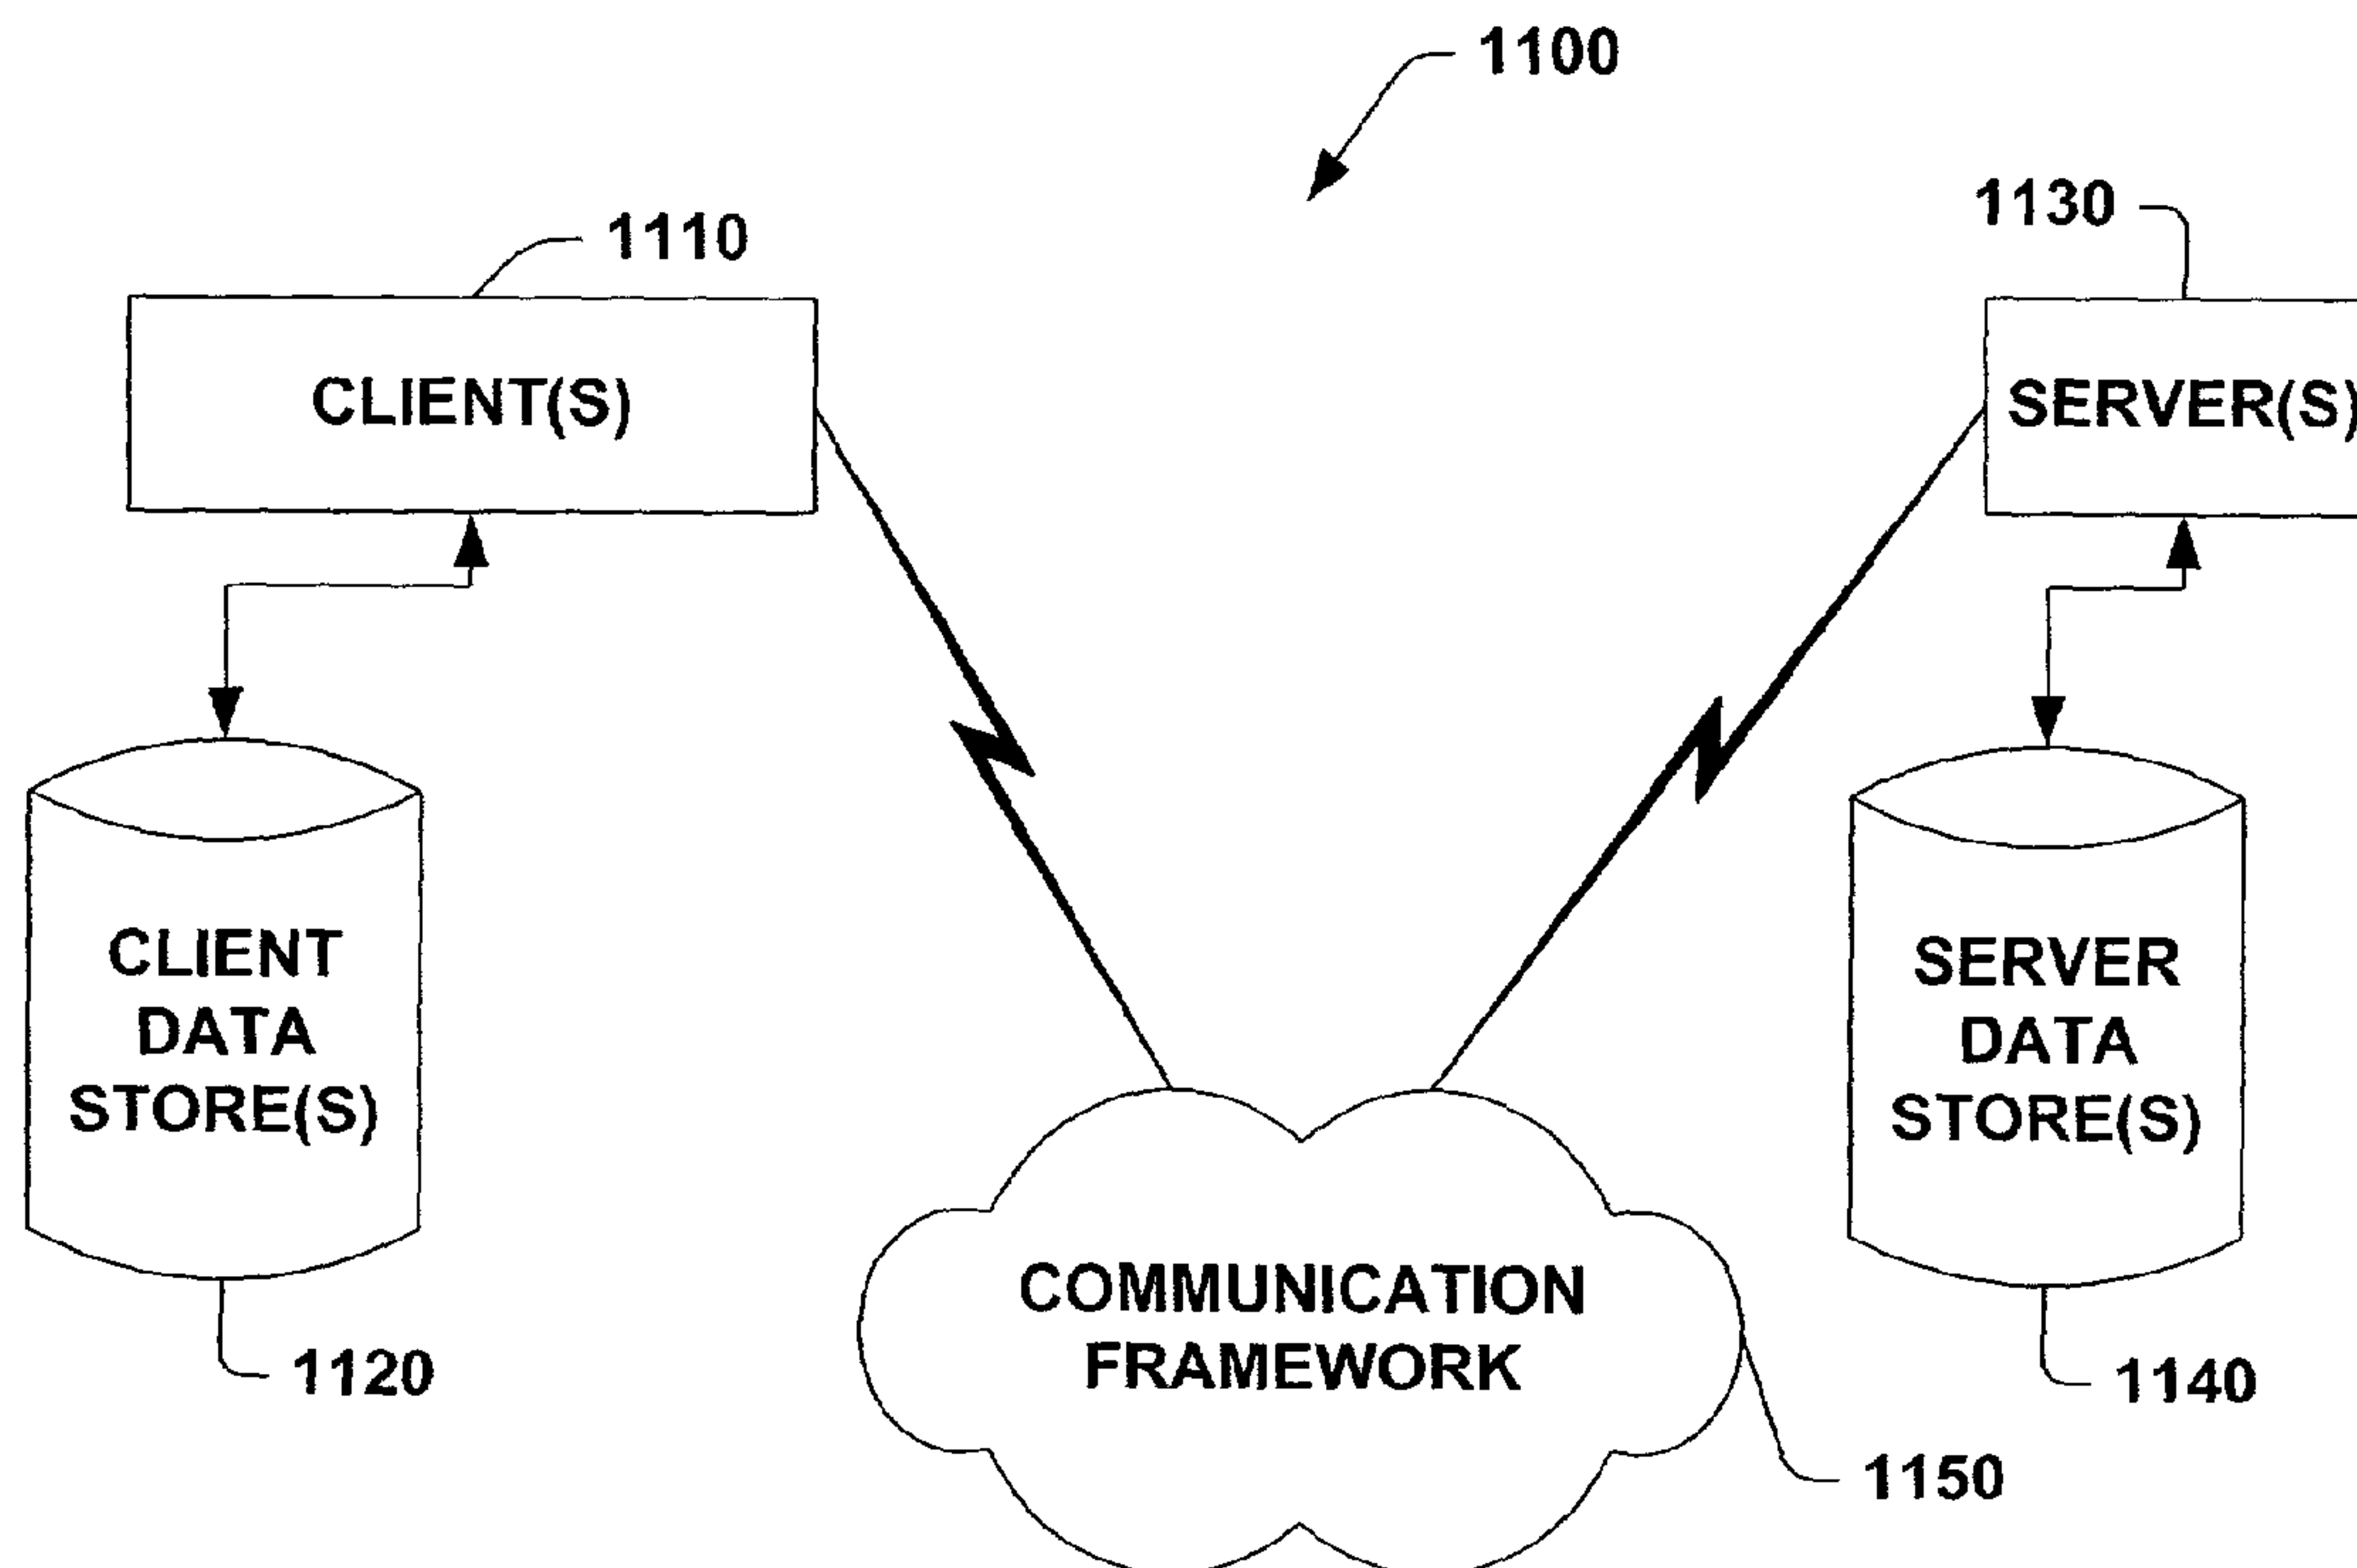 1100
1110
1130
CLIENT(S)
SERVER(S)
CLIENT
DATA
STORE(S)
SERVER
DATA
STORE(S)
COMMUNICATION
FRAMEWORK
1120
1140
1150